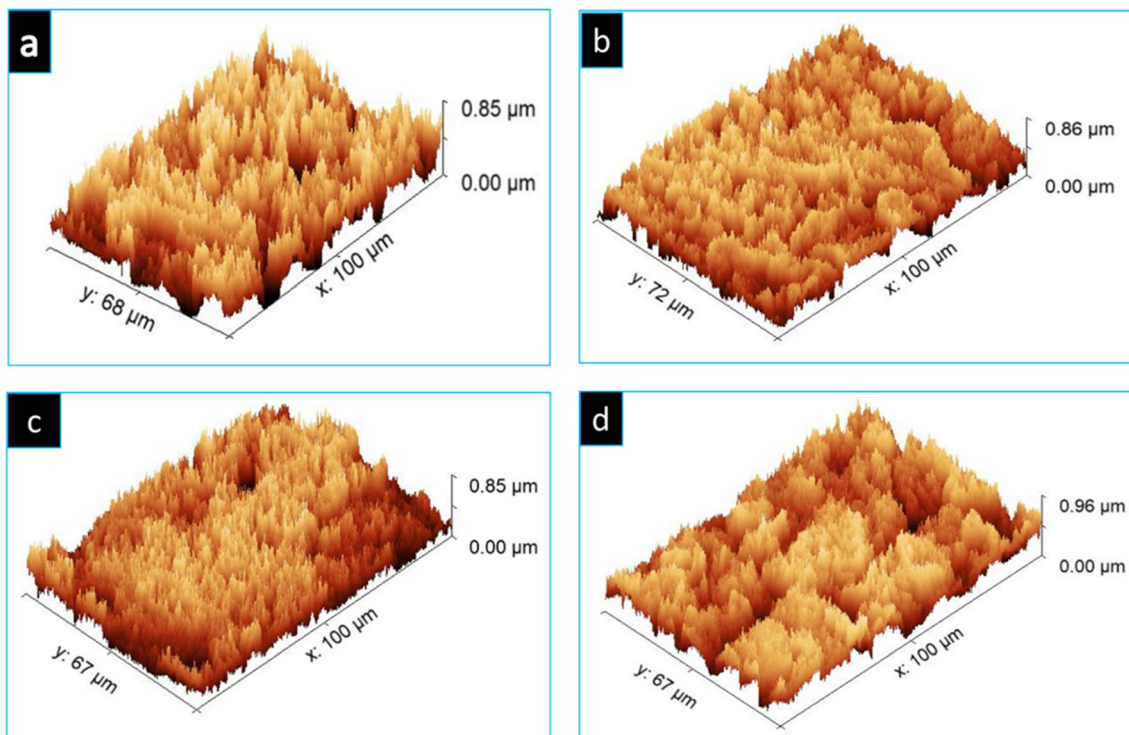 a
0.85 µm
0.00 µm
x: 100 µm
y: 68 µm
b
0.86 µm
0.00 µm
x: 100 µm
y: 72 µm
c
0.85 µm
0.00 µm
x: 100 µm
y: 67 µm
d
0.96 µm
0.00 µm
x: 100 µm
y: 67 µm